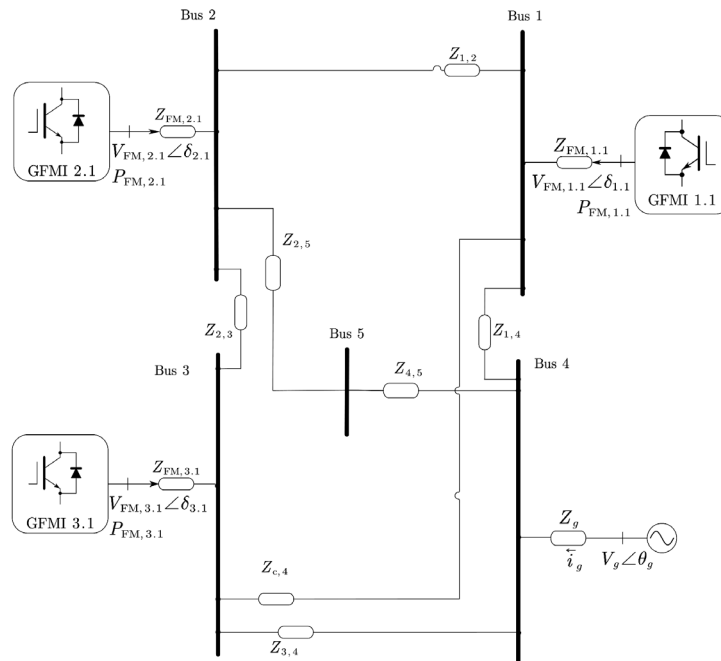 Bus 2
Bus 1
Z1,2
ZFM,2.1
VFM,2.1∠δ2.1
PFM,2.1
GFMI 2.1
ZFM,1.1
VFM,1.1∠δ1.1
PFM,1.1
GFMI 1.1
Z2,5
Z2,3
Z1,4
Bus 5
Bus 3
Z4,5
Bus 4
ZFM,3.1
VFM,3.1∠δ3.1
PFM,3.1
GFMI 3.1
Zg
ig
Vg∠θg
Zc,4
Z3,4